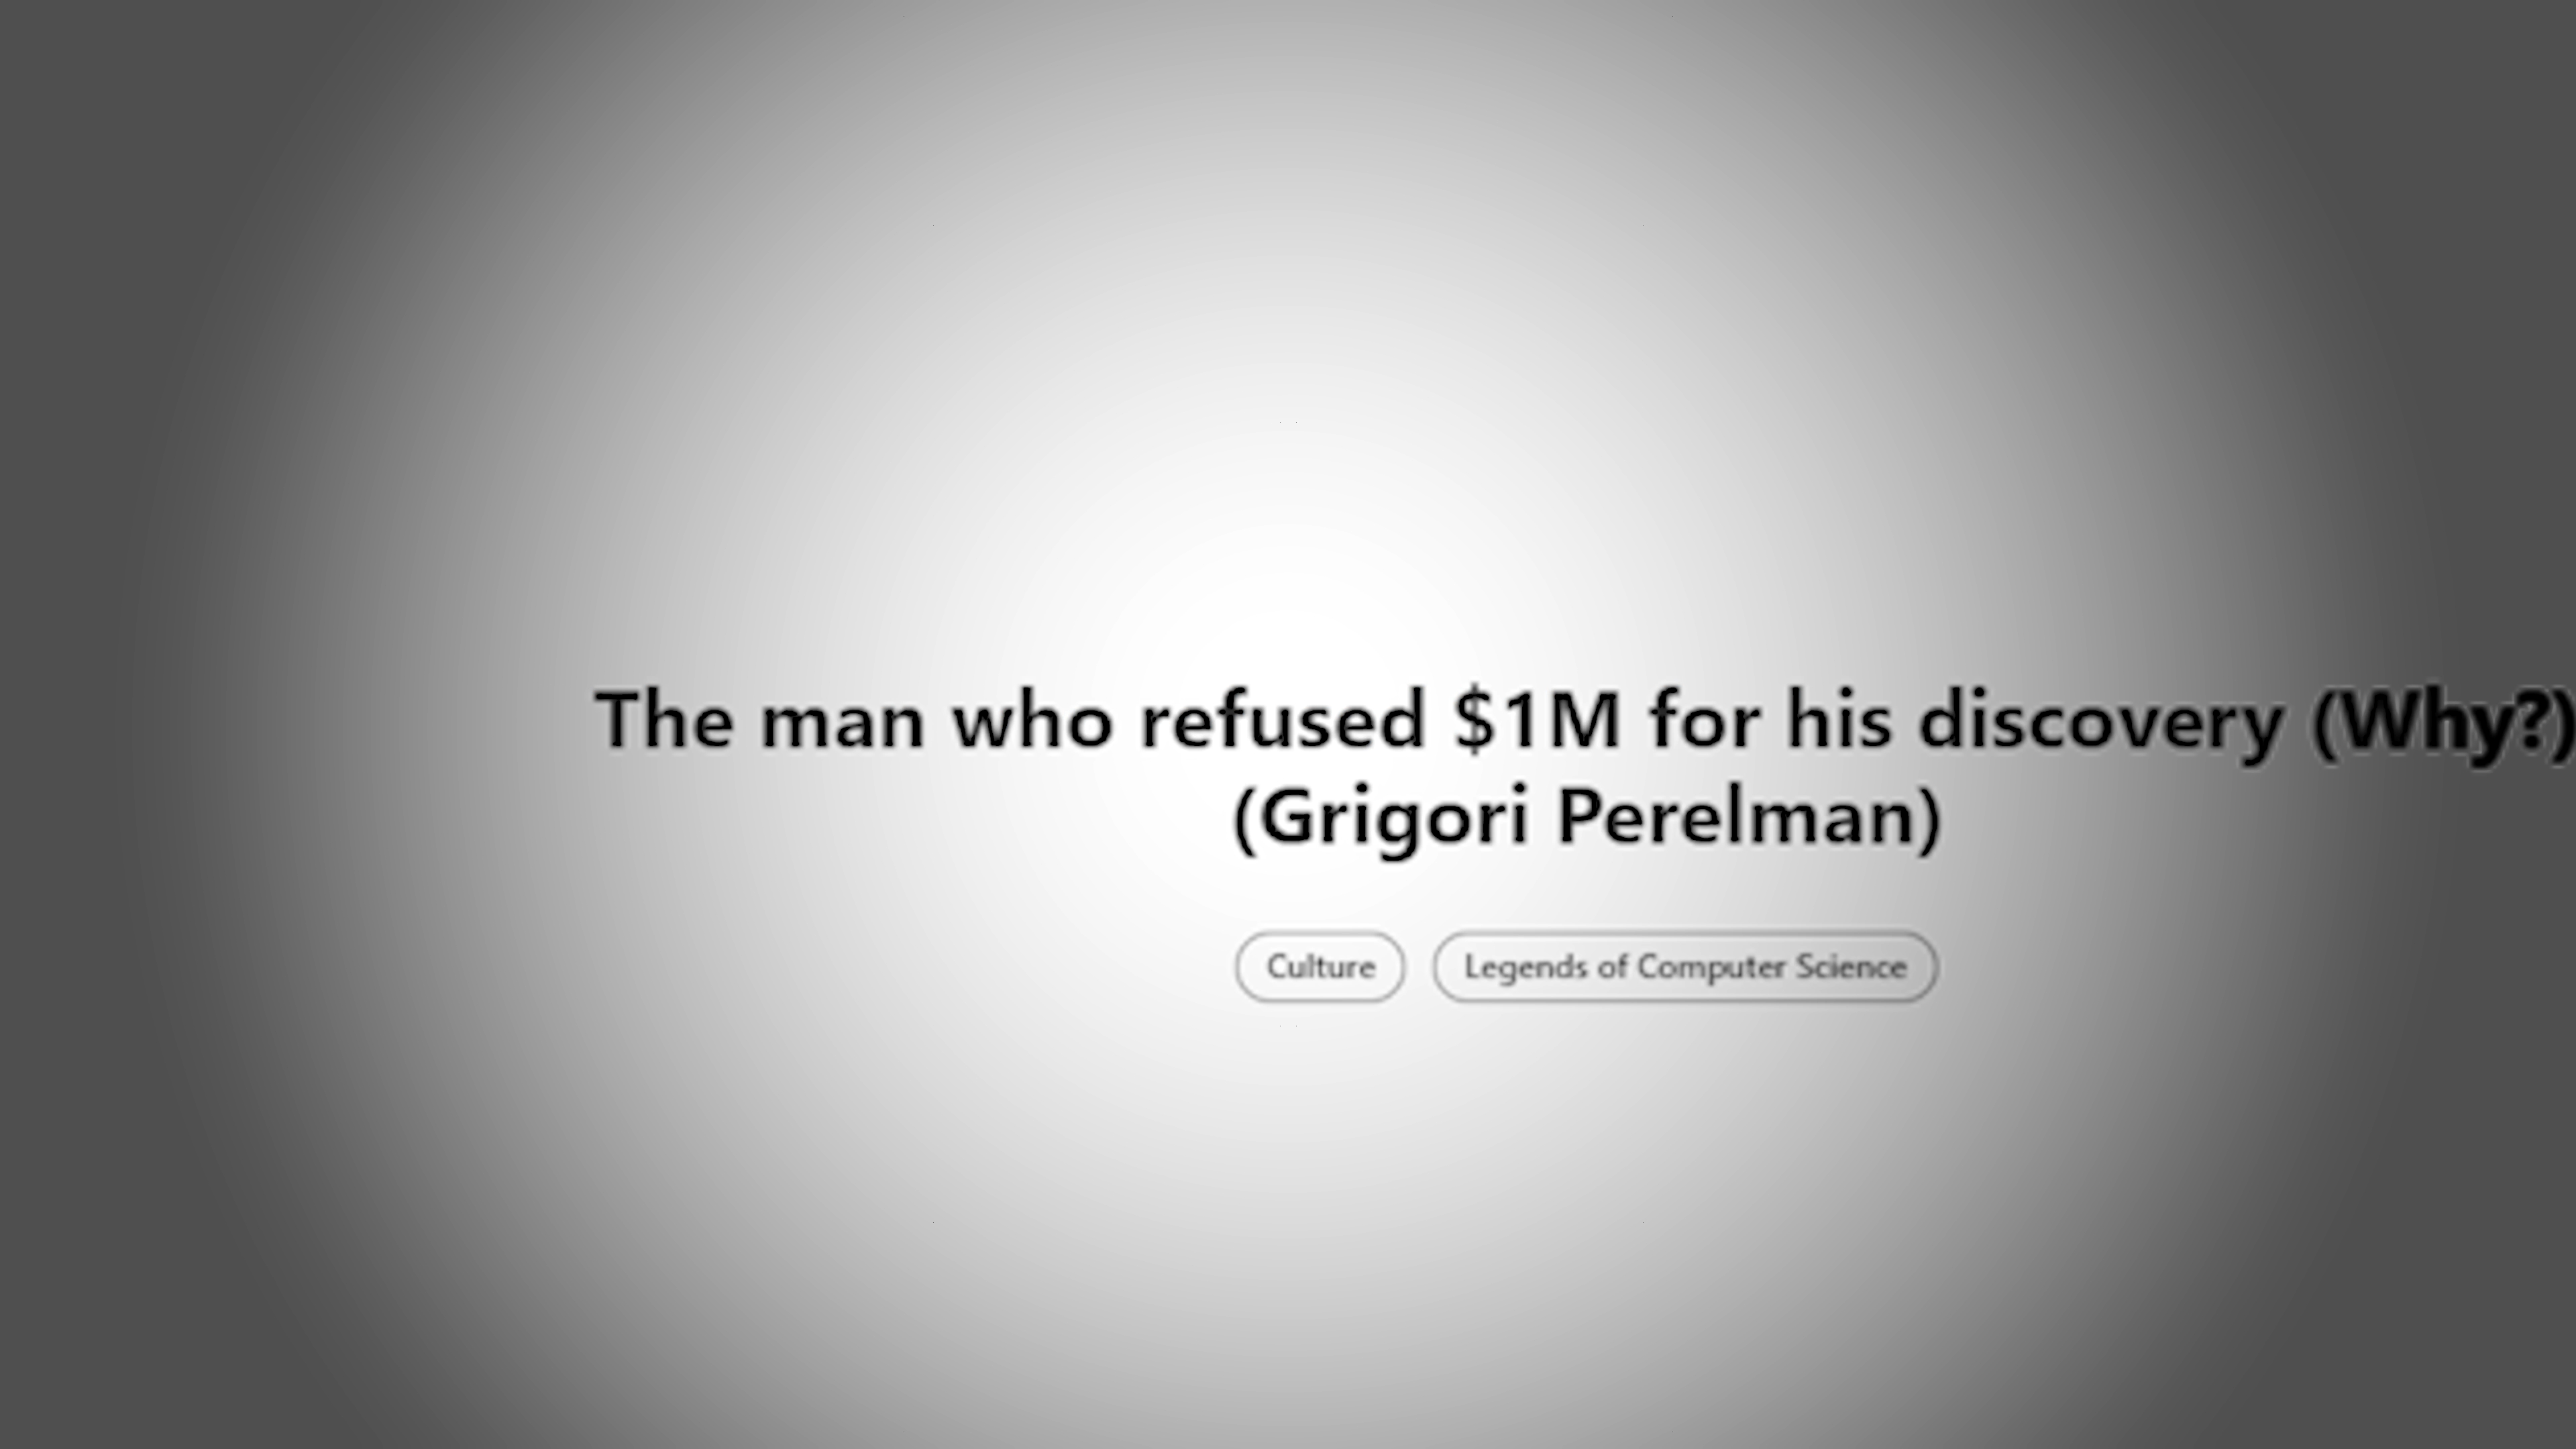 The man who refused $1M for his discovery (Why?)
(Grigori Perelman)
Culture Legends of Computer Science